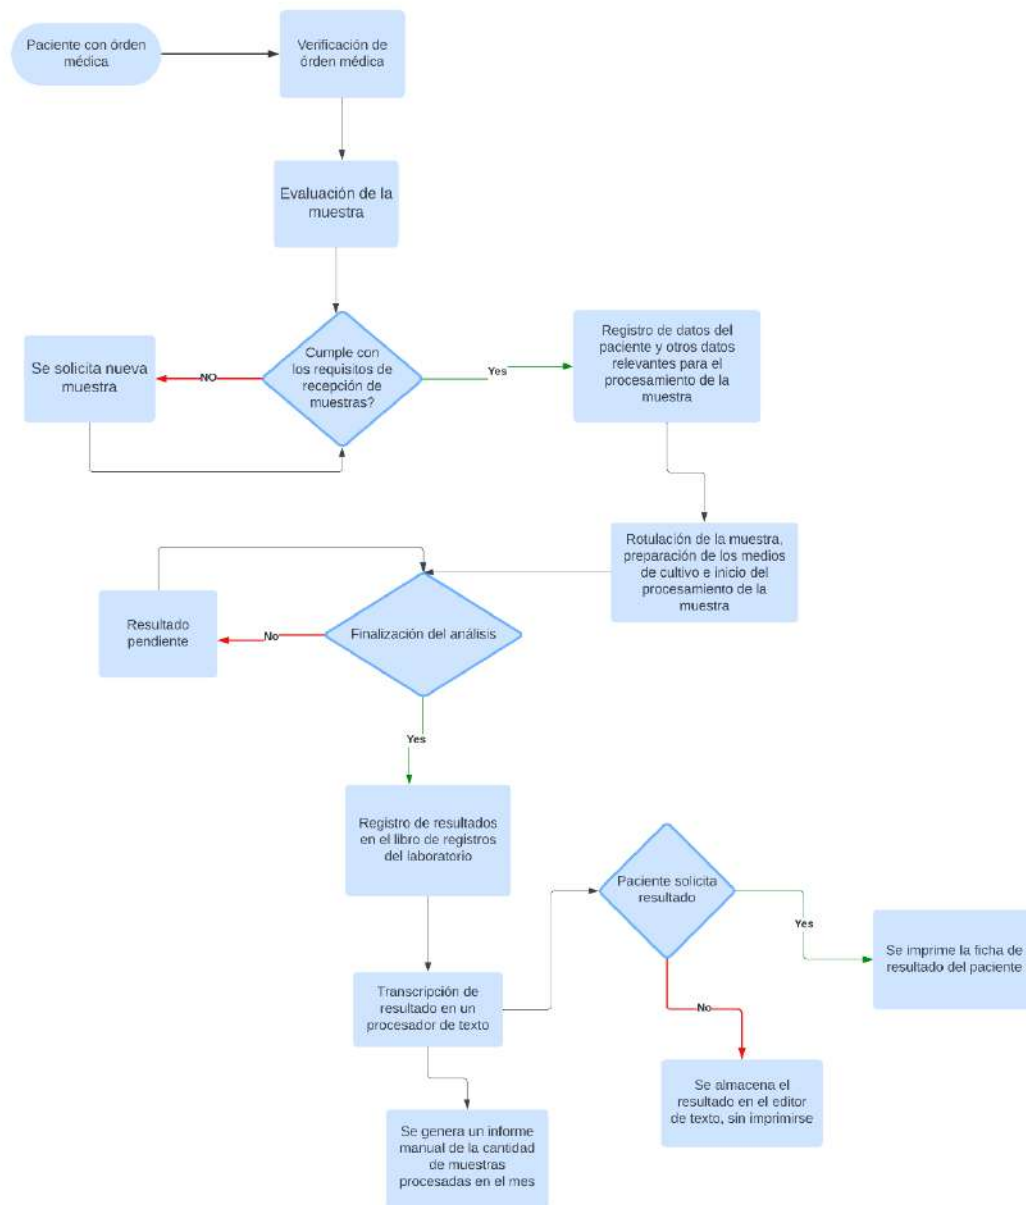 Paciente con órden
médica
Verificación de
órden médica
Evaluación de la
muestra
Cumple con
los requisitos de
recepción de
muestras?
NO
Se solicita nueva
muestra
Yes
Registro de datos del
paciente y otros datos
relevantes para el
procesamiento de la
muestra
Rotulación de la muestra,
preparación de los medios
de cultivo e inicio del
procesamiento de la
muestra
Finalización del análisis
No
Resultado
pendiente
Yes
Registro de resultados
en el libro de registros
del laboratorio
Transcripción de
resultado en un
procesador de texto
Paciente solicita
resultado
Yes
Se imprime la ficha de
resultado del paciente
No
Se almacena el
resultado en el editor
de texto, sin imprimirse
Se genera un informe
manual de la cantidad
de muestras
procesadas en el mes